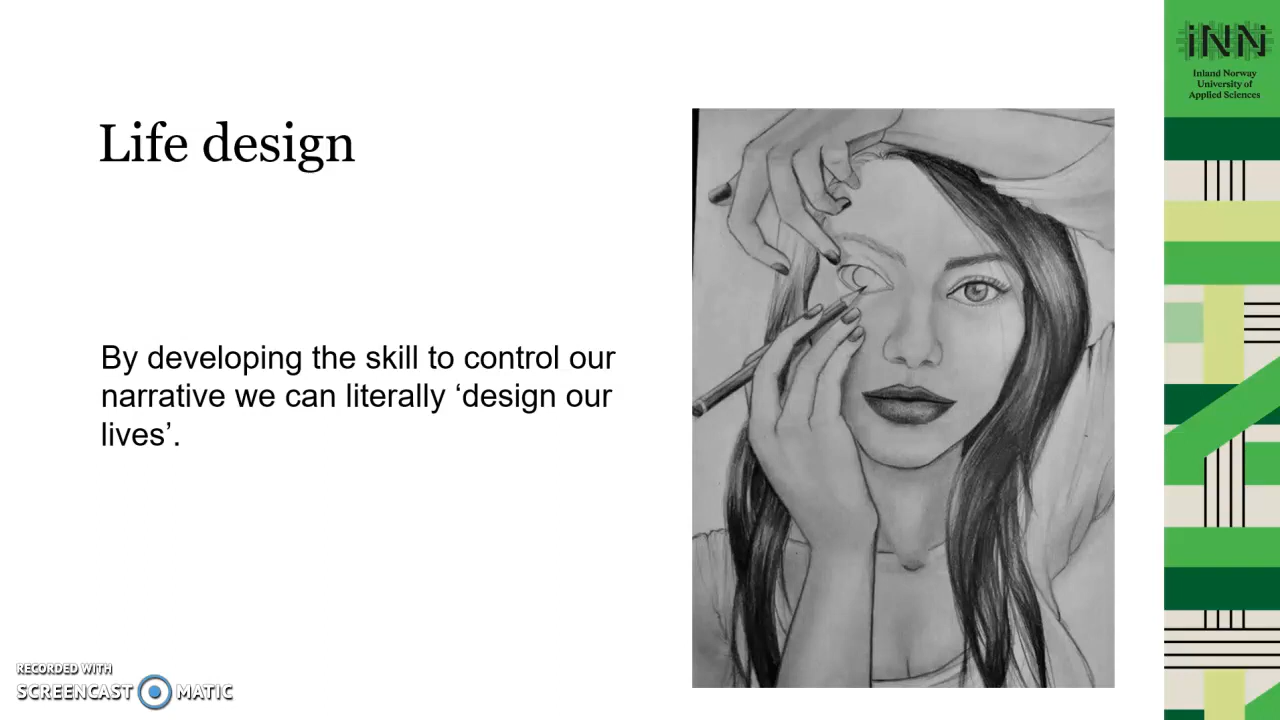 Life design
By developing the skill to control our
narrative we can literally ‘design our
lives’.
iNN
Inland Norway
University of
Applied Sciences
RECORDED WITH
SCREENCAST MATIC